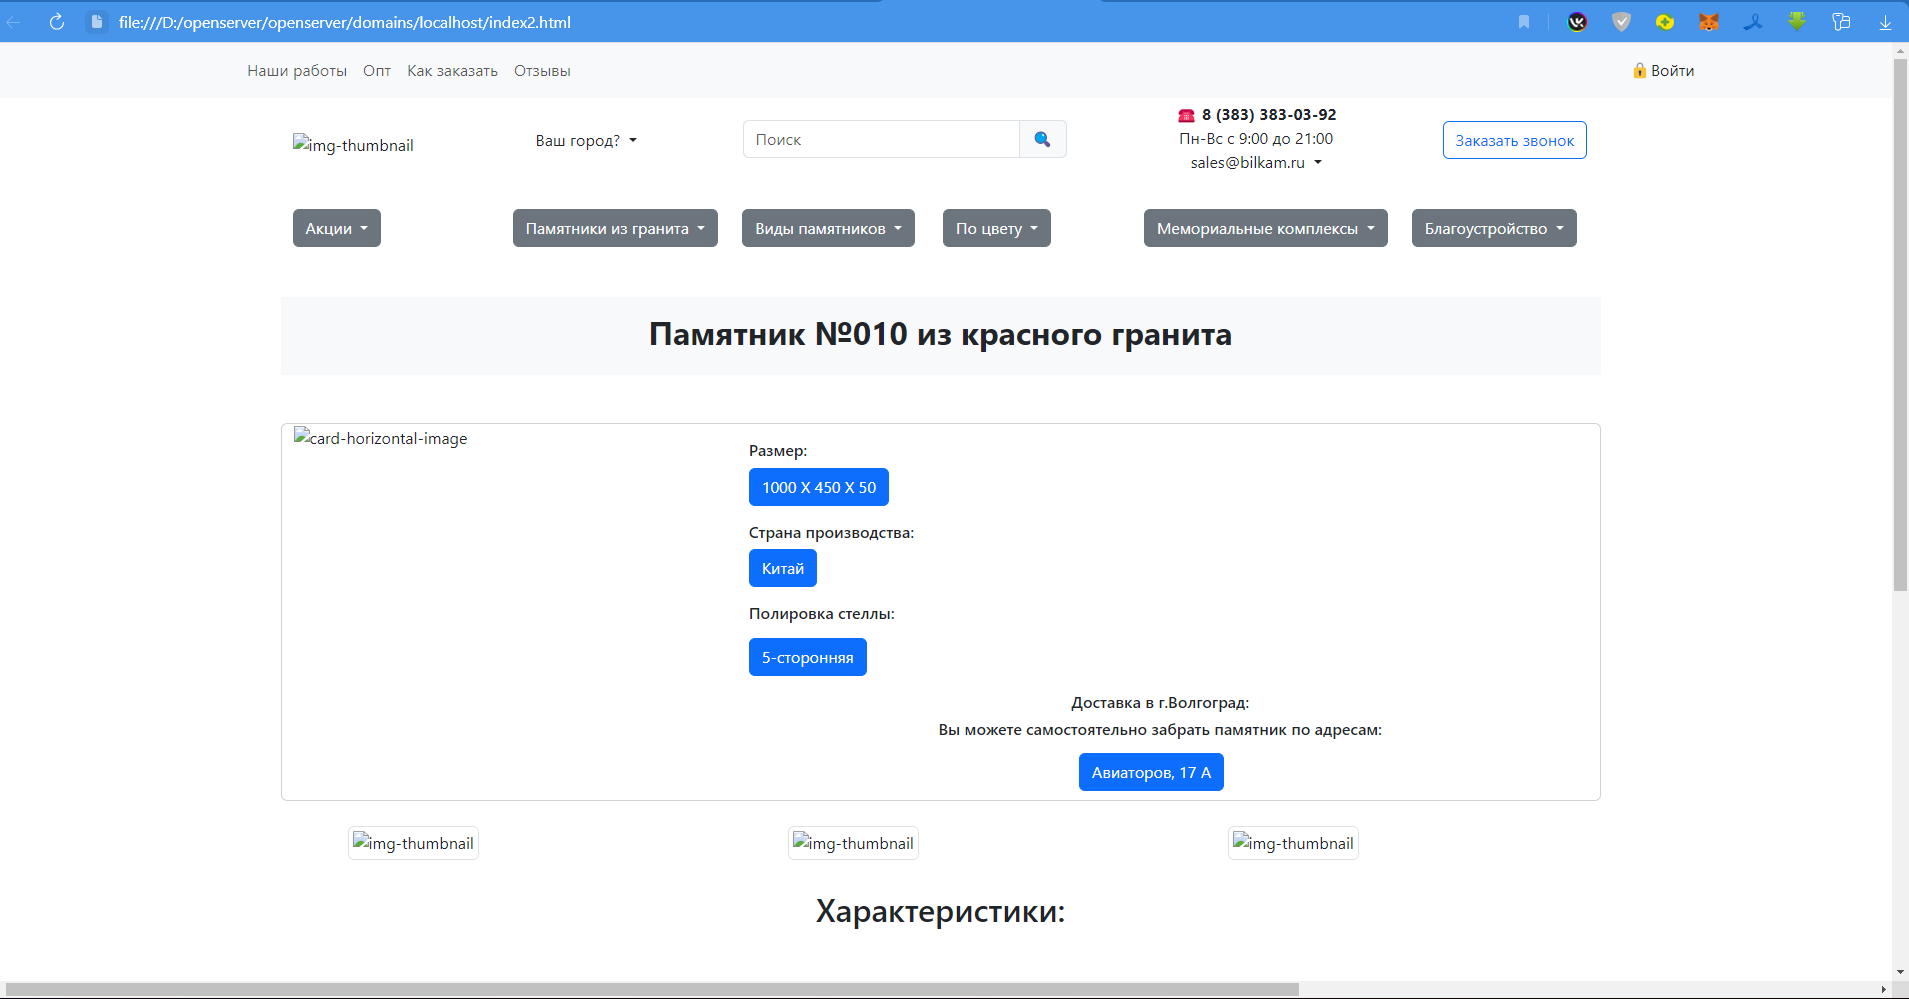 file:///D:/openserver/openserver/domains/localhost/index2.html
Наши работы Опт Как заказать Отзывы
Войти
img-thumbnail
Ваш город?
Поиск
8 (383) 383-03-92
Пн-Вс с 9:00 до 21:00
sales@bilkam.ru
Заказать звонок
Акции Памятники из гранита Виды памятников По цвету Мемориальные комплексы Благоустройство
Памятник №010 из красного гранита
card-horizontal-image
Размер:
1000 X 450 X 50
Страна производства:
Китай
Полировка стеллы:
5-сторонняя
Доставка в г.Волгоград:
Вы можете самостоятельно забрать памятник по адресам:
Авиаторов, 17 А
img-thumbnail img-thumbnail img-thumbnail
Характеристики: